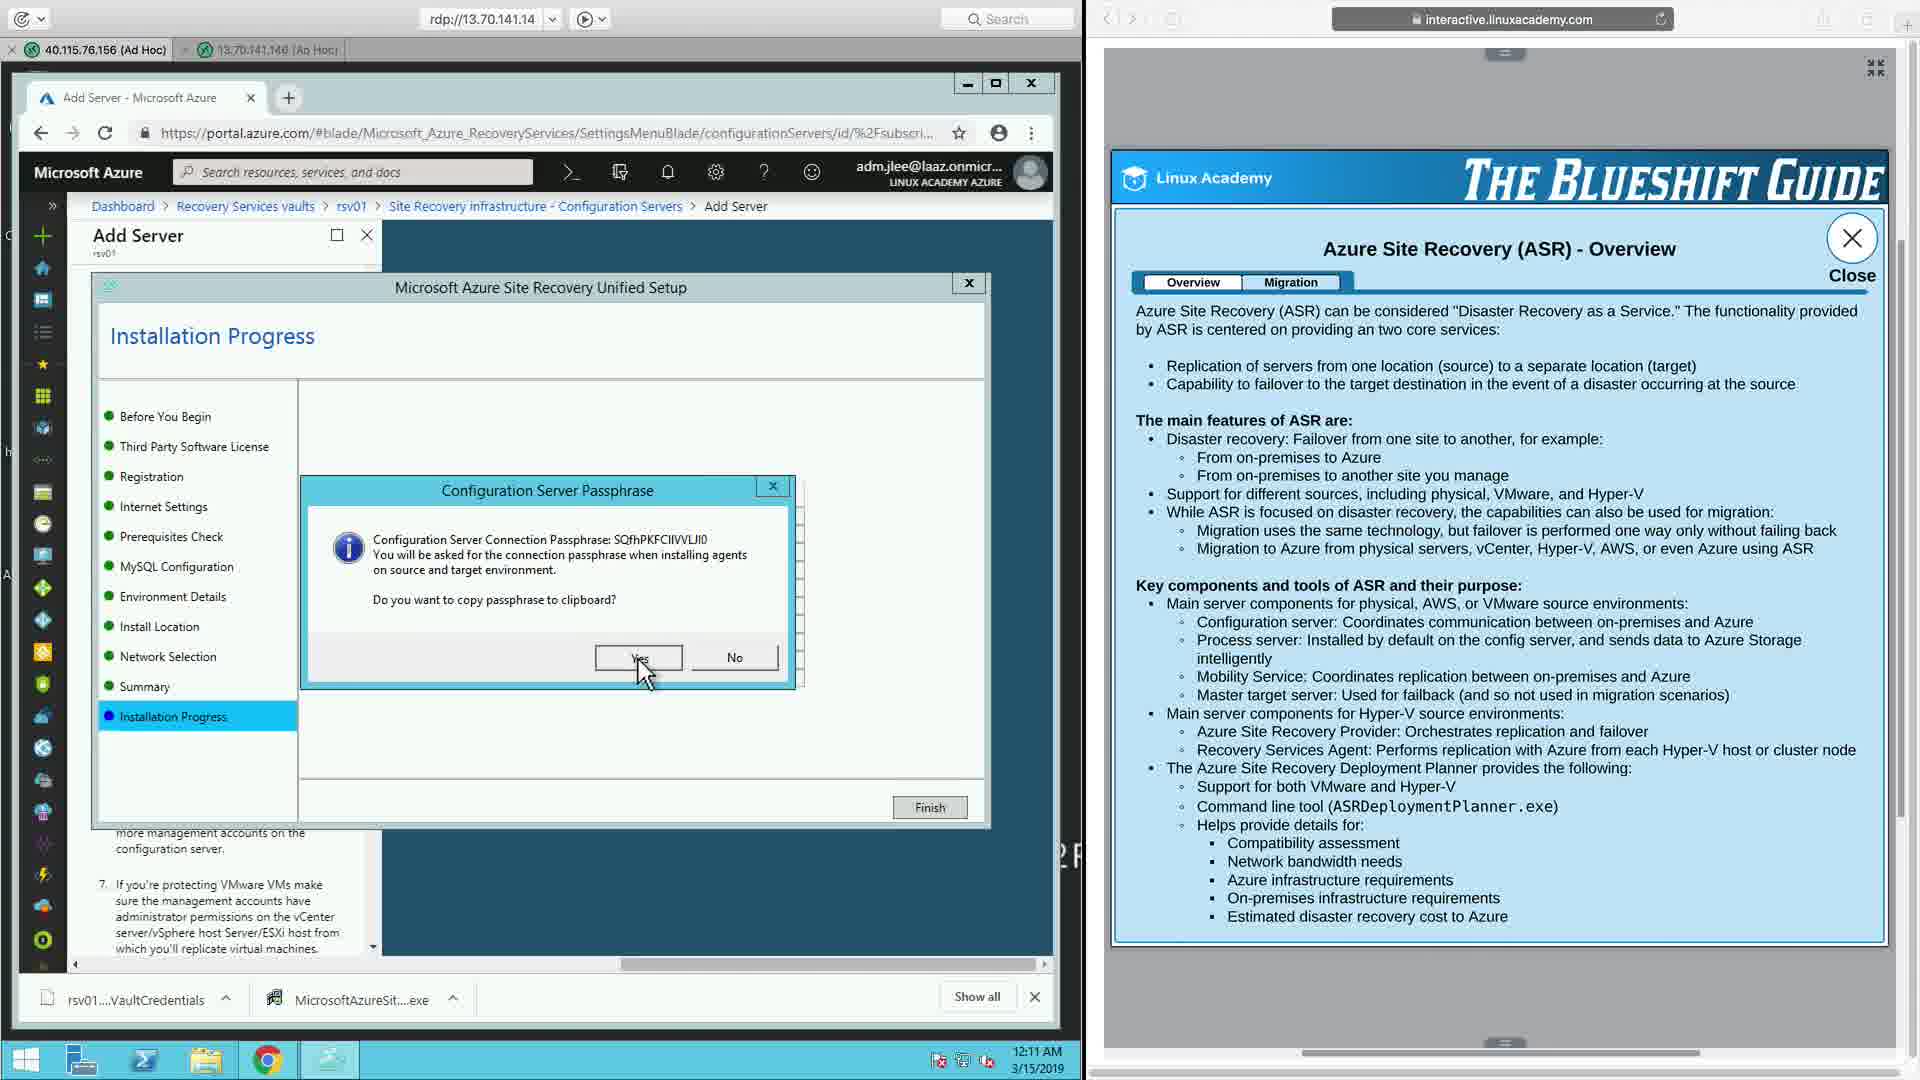 rdp://13.70.141.14
Search
40.115.76.156 (Ad Hoc)
13.70.141.146 (Ad Hoc)
Add Server - Microsoft Azure
https://portal.azure.com/#blade/Microsoft_Azure_RecoveryServices/SettingsMenuBlade/configurationServers/id/%2Fsubscri...
Microsoft Azure
Search resources, services, and docs
adm.jlee@laaz.onmicr...
LINUX ACADEMY AZURE
Dashboard > Recovery Services vaults > rsv01 > Site Recovery infrastructure - Configuration Servers > Add Server
Add Server
rsv01
Microsoft Azure Site Recovery Unified Setup
Installation Progress
Before You Begin
Third Party Software License
Registration
Internet Settings
Prerequisites Check
MySQL Configuration
Environment Details
Install Location
Network Selection
Summary
Installation Progress
Configuration Server Passphrase
Configuration Server Connection Passphrase: SQfhPKFCIIVVLJI0
You will be asked for the connection passphrase when installing agents
on source and target environment.
Do you want to copy passphrase to clipboard?
Yes
No
Finish
more management accounts on the
configuration server.
7. If you're protecting VMware VMs make
sure the management accounts have
administrator permissions on the vCenter
server/vSphere host Server/ESXi host from
which you'll replicate virtual machines.
rsv01....VaultCredentials
MicrosoftAzureSit....exe
Show all
12:11 AM
3/15/2019
interactive.linuxacademy.com
Linux Academy
THE BLUESHIFT GUIDE
Azure Site Recovery (ASR) - Overview
Close
Overview
Migration
Azure Site Recovery (ASR) can be considered "Disaster Recovery as a Service." The functionality provided
by ASR is centered on providing an two core services:
• Replication of servers from one location (source) to a separate location (target)
• Capability to failover to the target destination in the event of a disaster occurring at the source
The main features of ASR are:
• Disaster recovery: Failover from one site to another, for example:
◦ From on-premises to Azure
◦ From on-premises to another site you manage
• Support for different sources, including physical, VMware, and Hyper-V
• While ASR is focused on disaster recovery, the capabilities can also be used for migration:
◦ Migration uses the same technology, but failover is performed one way only without failing back
◦ Migration to Azure from physical servers, vCenter, Hyper-V, AWS, or even Azure using ASR
Key components and tools of ASR and their purpose:
• Main server components for physical, AWS, or VMware source environments:
◦ Configuration server: Coordinates communication between on-premises and Azure
◦ Process server: Installed by default on the config server, and sends data to Azure Storage
intelligently
◦ Mobility Service: Coordinates replication between on-premises and Azure
◦ Master target server: Used for failback (and so not used in migration scenarios)
• Main server components for Hyper-V source environments:
◦ Azure Site Recovery Provider: Orchestrates replication and failover
◦ Recovery Services Agent: Performs replication with Azure from each Hyper-V host or cluster node
• The Azure Site Recovery Deployment Planner provides the following:
◦ Support for both VMware and Hyper-V
◦ Command line tool (ASRDeploymentPlanner.exe)
◦ Helps provide details for:
▪ Compatibility assessment
▪ Network bandwidth needs
▪ Azure infrastructure requirements
▪ On-premises infrastructure requirements
▪ Estimated disaster recovery cost to Azure